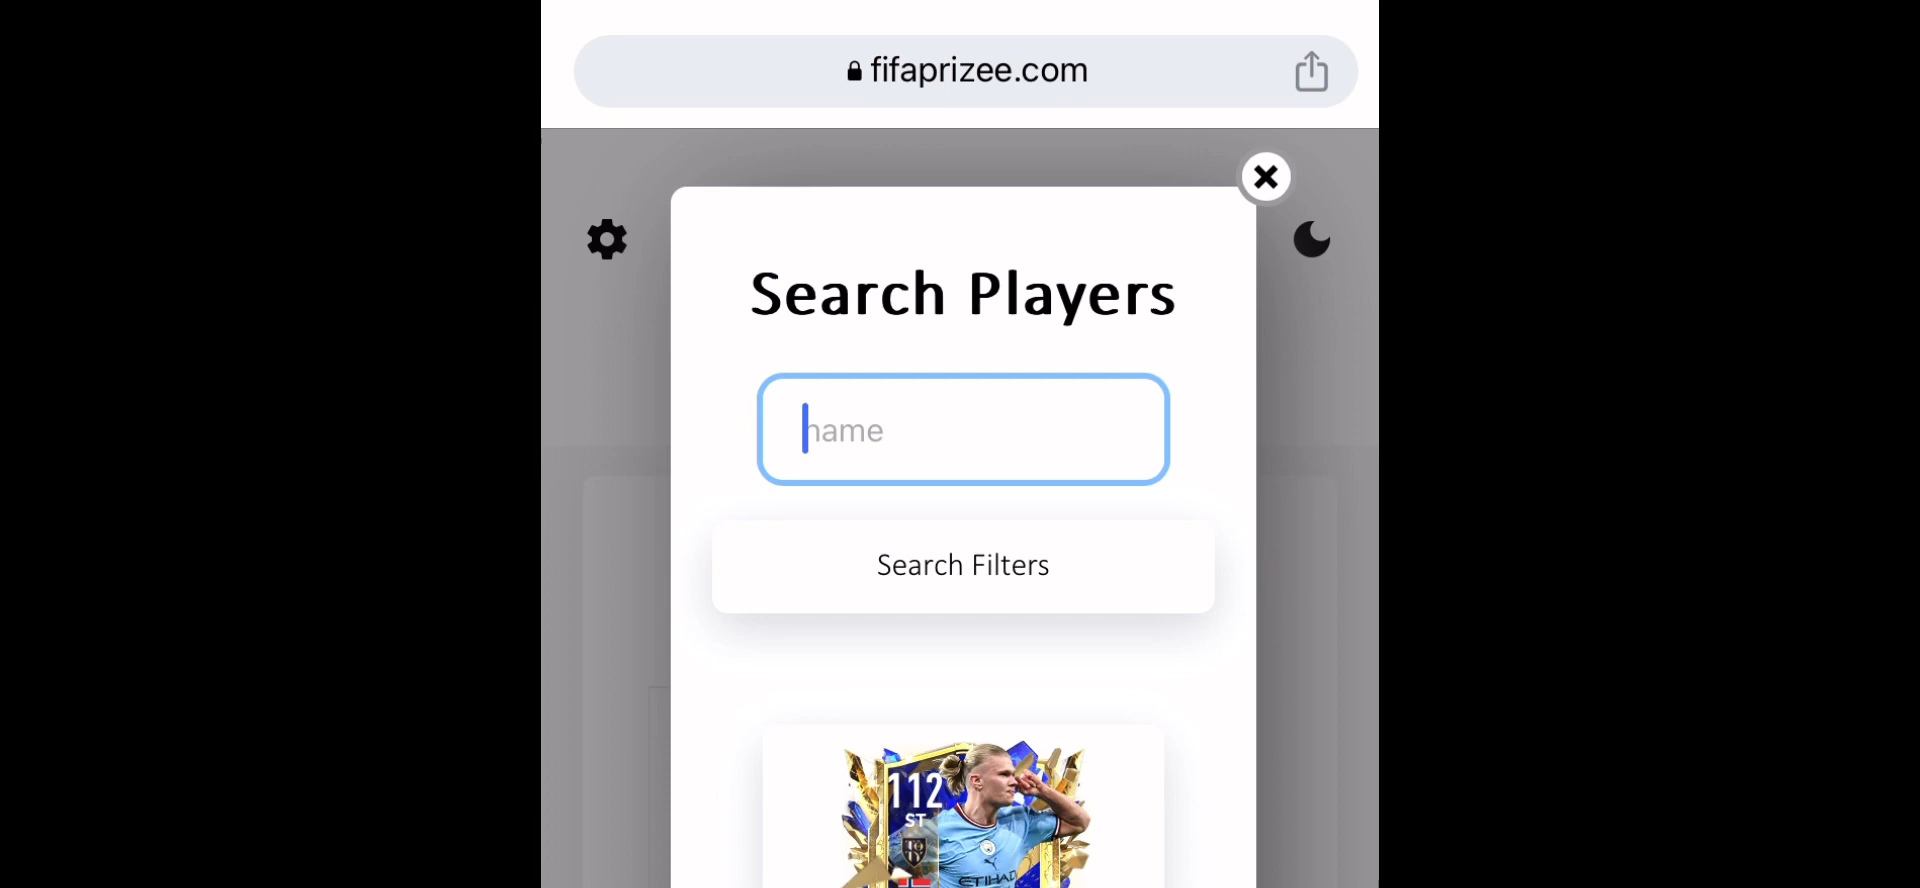 fifaprizee.com
Search Players
name
Search Filters
112
ST
ETIHAD